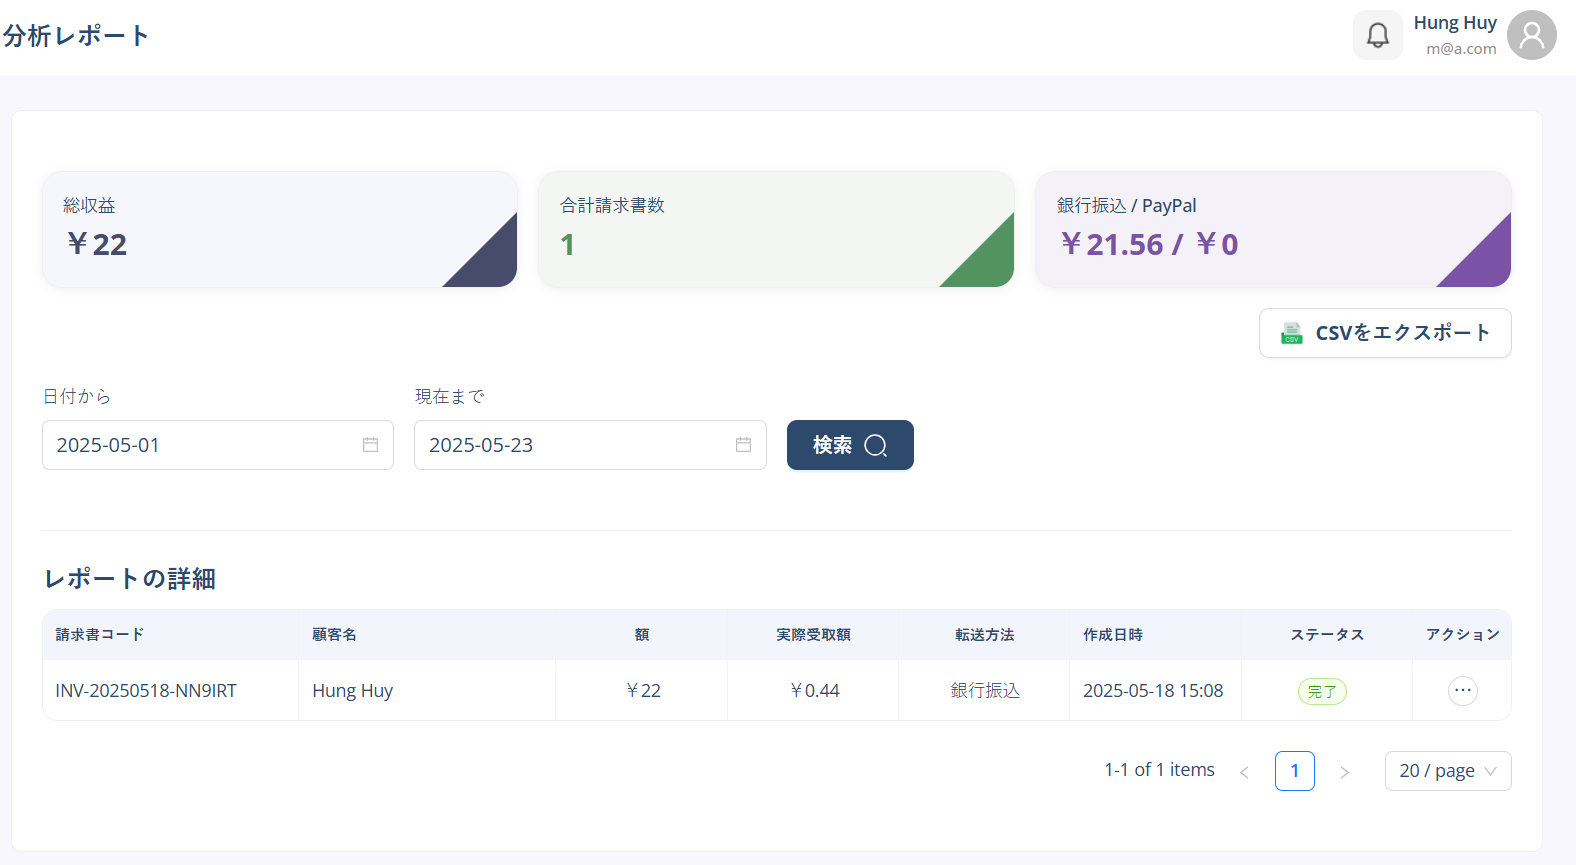 分析レポート
Hung Huy
m@a.com
総収益
￥22
合計請求書数
1
銀行振込 / PayPal
￥21.56 / ￥0
CSV
CSVをエクスポート
日付から
現在まで
2025-05-01
2025-05-23
検索
レポートの詳細
請求書コード 顧客名 額 実際受取額 転送方法 作成日時 ステータス アクション
INV-20250518-NN9IRT Hung Huy ￥22 ￥0.44 銀行振込 2025-05-18 15:08 完了 ···
1-1 of 1 items < 1 > 20 / page